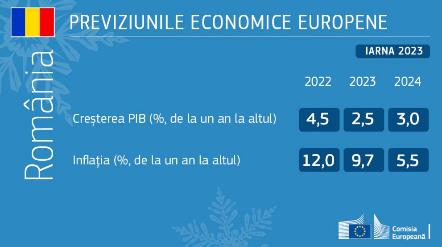 PREVIZIUNILE ECONOMICE EUROPENE
IARNA 2023
România
2022 2023 2024
Creșterea PIB (%, de la un an la altul) 4,5 2,5 3,0
Inflația (%, de la un an la altul) 12,0 9,7 5,5
Comisia
Europeană